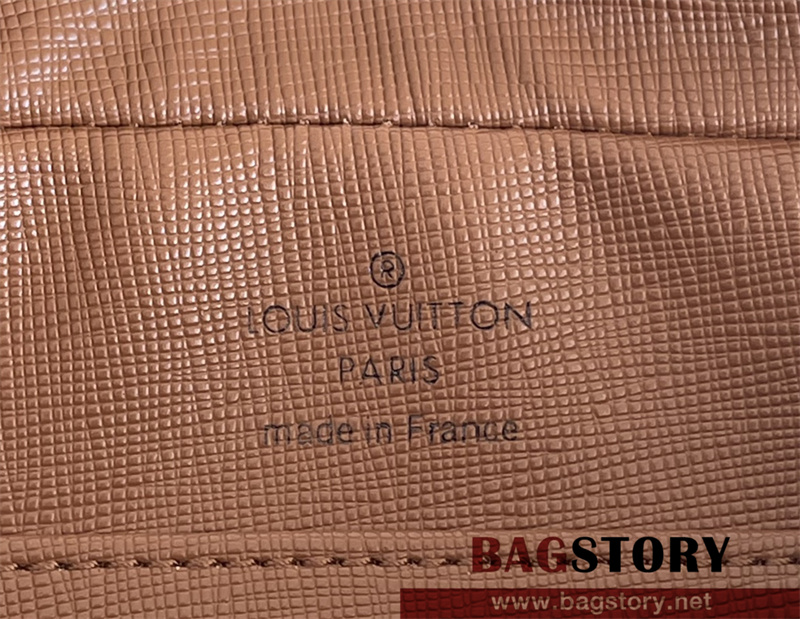 ®
LOUIS VUITTON
PARIS
made in France
BAGSTORY
www.bagstory.net